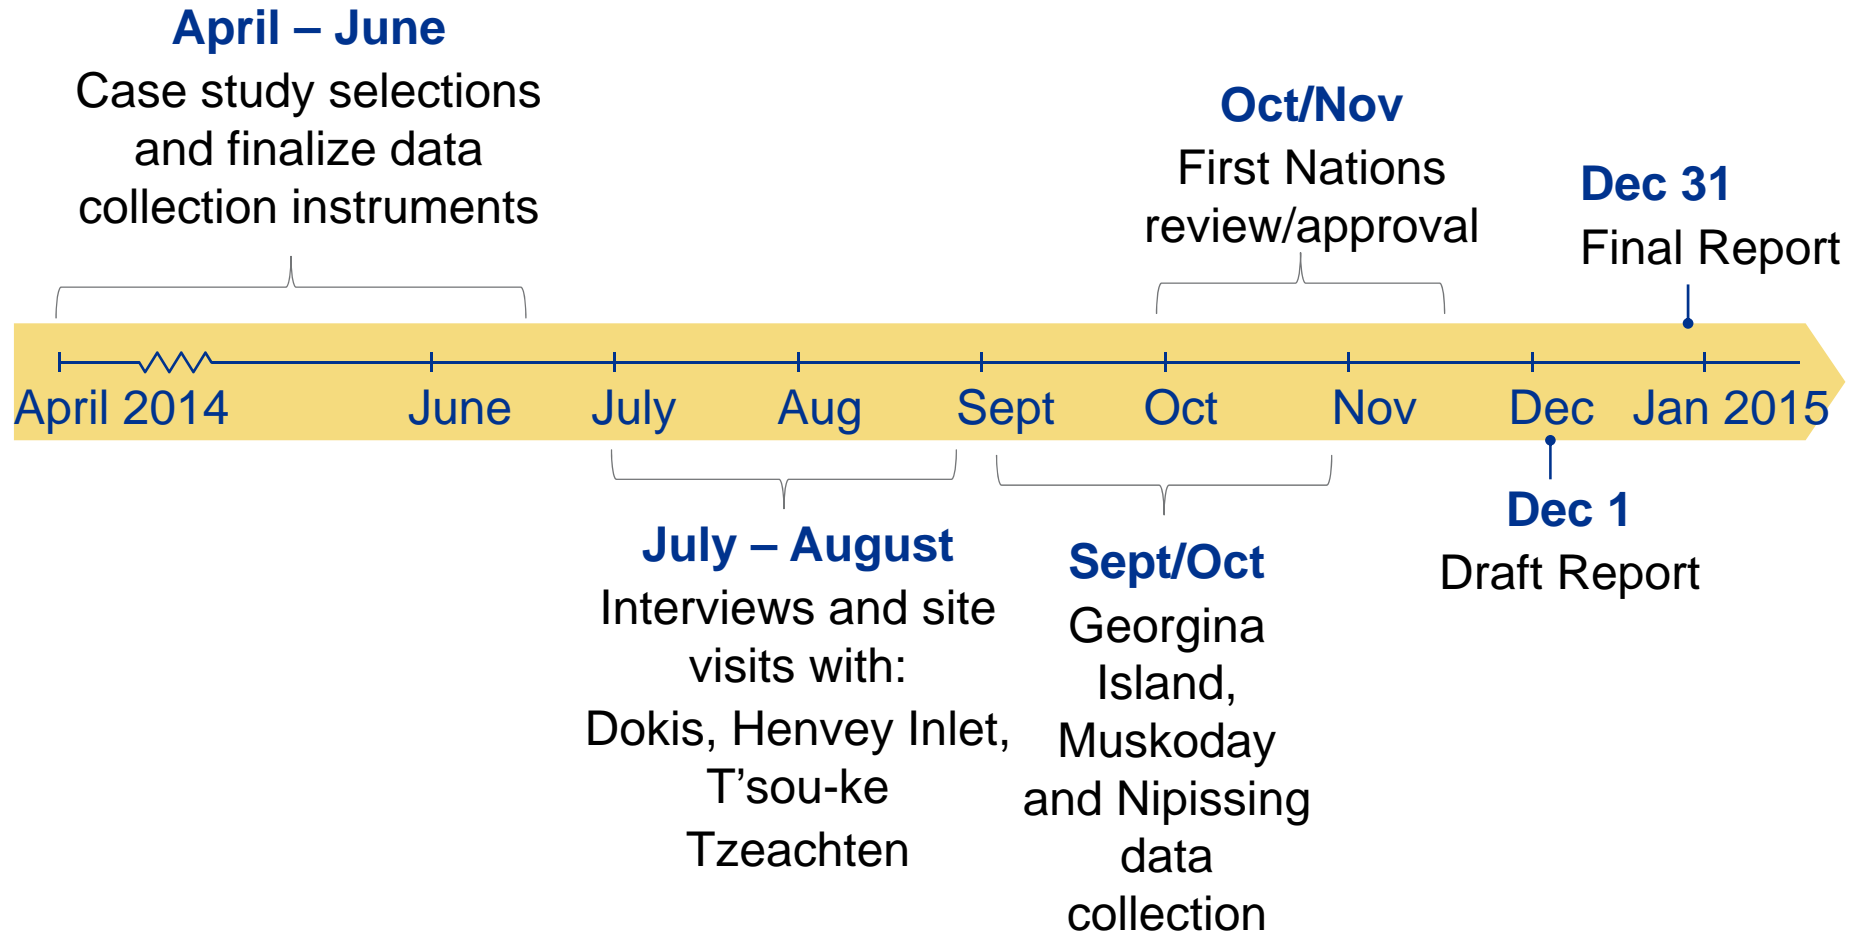 April – June
Case study selections
and finalize data
collection instruments
Oct/Nov
First Nations
review/approval
Dec 31
Final Report
April 2014
June
July
Aug
Sept
Oct
Nov
Dec
Jan 2015
July – August
Interviews and site
visits with:
Dokis, Henvey Inlet,
T’sou-ke
Tzeachten
Sept/Oct
Georgina
Island,
Muskoday
and Nipissing
data
collection
Dec 1
Draft Report